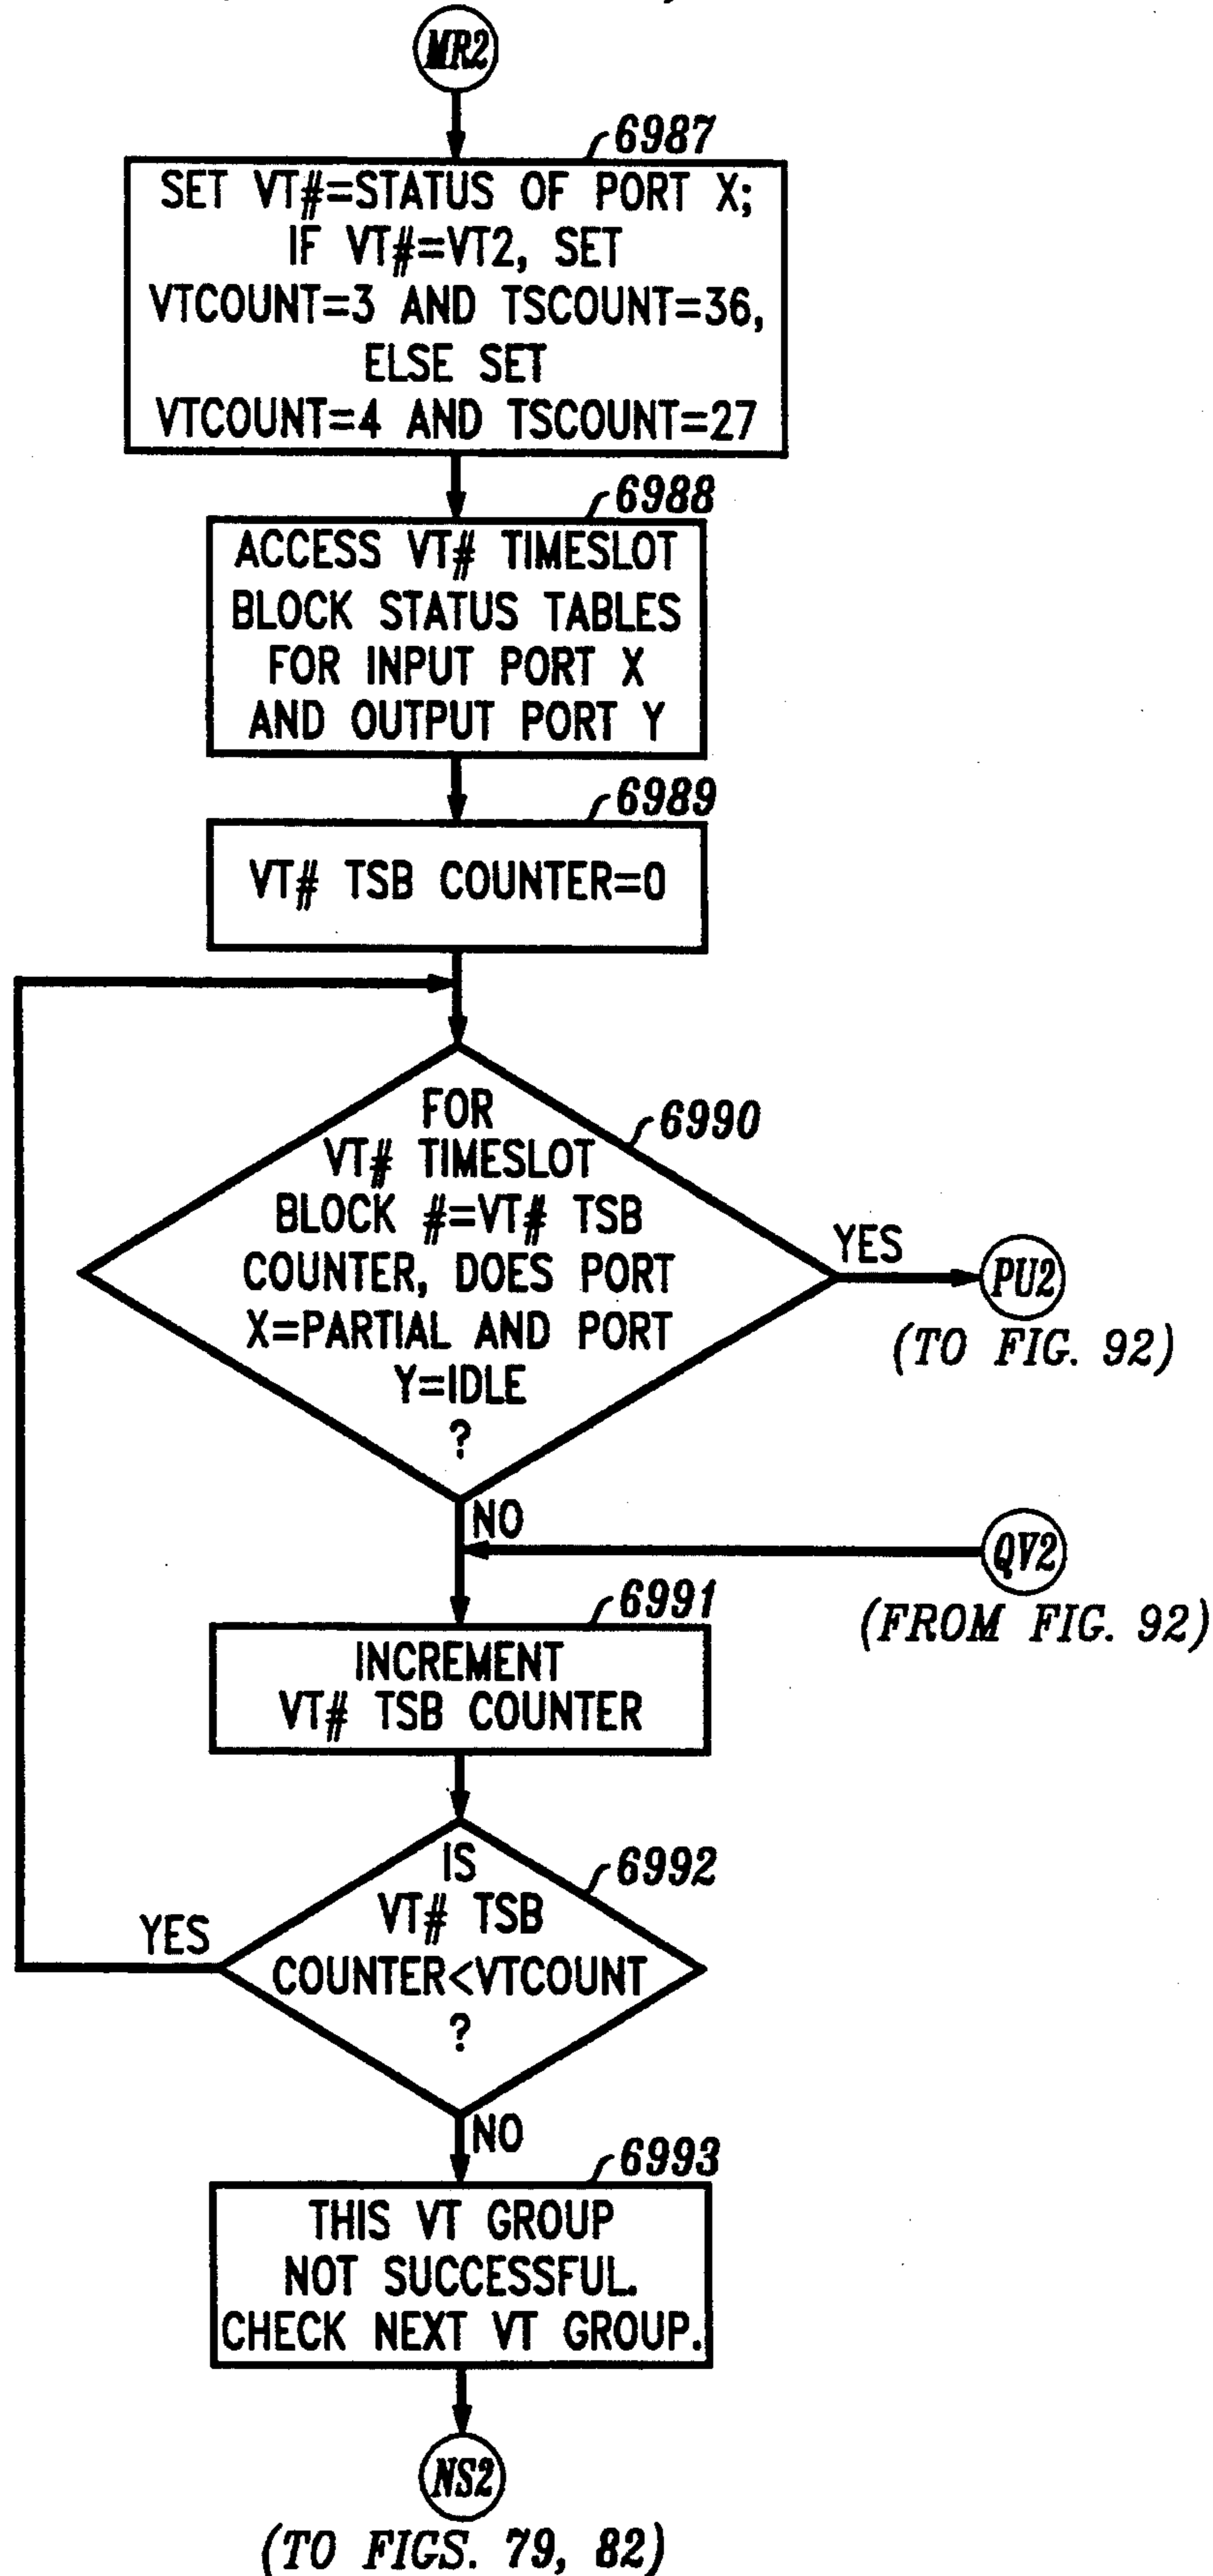 MR2
6987
SET VT#=STATUS OF PORT X;
IF VT#=VT2, SET
VTCOUNT=3 AND TSCOUNT=36,
ELSE SET
VTCOUNT=4 AND TSCOUNT=27
6988
ACCESS VT# TIMESLOT
BLOCK STATUS TABLES
FOR INPUT PORT X
AND OUTPUT PORT Y
6989
VT# TSB COUNTER=0
6990
FOR
VT# TIMESLOT
BLOCK #=VT# TSB
COUNTER, DOES PORT
X=PARTIAL AND PORT
Y=IDLE
?
YES
PU2
(TO FIG. 92)
NO
QV2
(FROM FIG. 92)
6991
INCREMENT
VT# TSB COUNTER
6992
IS
VT# TSB
COUNTER<VTCOUNT
?
YES
NO
6993
THIS VT GROUP
NOT SUCCESSFUL.
CHECK NEXT VT GROUP.
NS2
(TO FIGS. 79, 82)